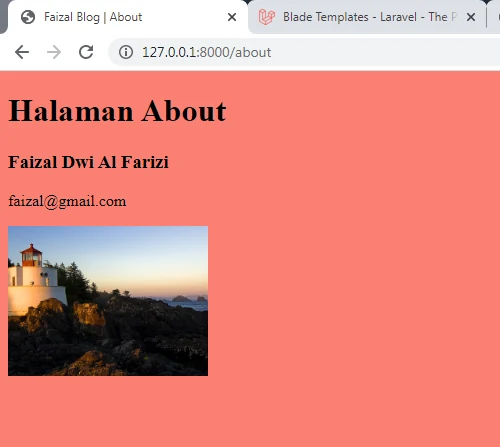 Faizal Blog | About
Blade Templates - Laravel - The P
127.0.0.1:8000/about
Halaman About
Faizal Dwi Al Farizi
faizal@gmail.com